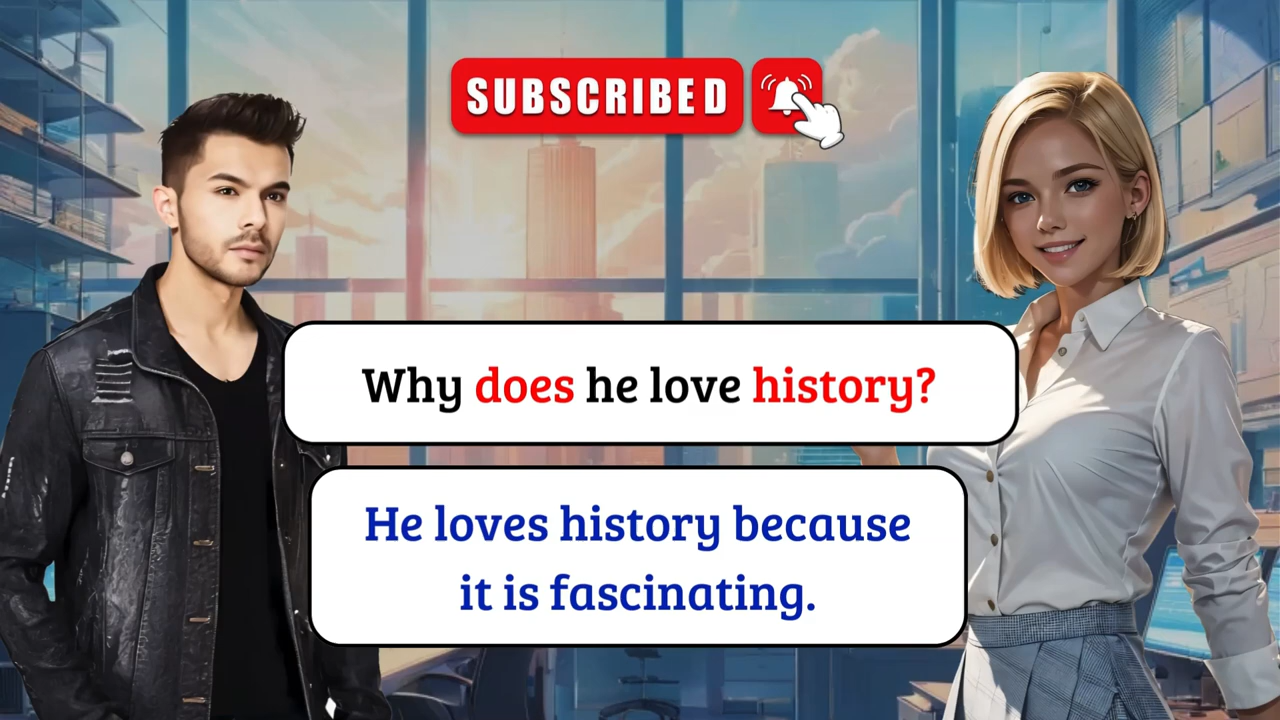 SUBSCRIBED
Why does he love history?
He loves history because
it is fascinating.